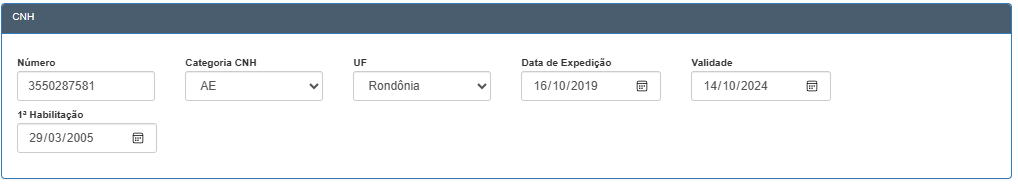 CNH
Número Categoria CNH UF Data de Expedição Validade
3550287581 AE Rondônia 16/10/2019 14/10/2024
1ª Habilitação
29/03/2005